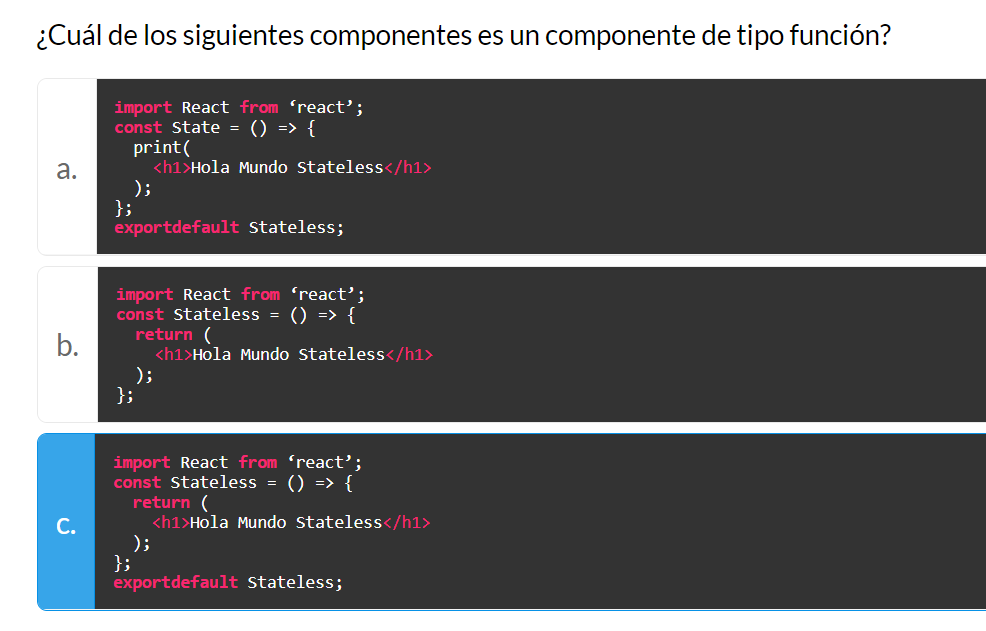 ¿Cuál de los siguientes componentes es un componente de tipo función?
a.
import React from ‘react’;
const State = () => {
print(
<h1>Hola Mundo Stateless</h1>
);
};
exportdefault Stateless;
b.
import React from ‘react’;
const Stateless = () => {
return (
<h1>Hola Mundo Stateless</h1>
);
};
c.
import React from ‘react’;
const Stateless = () => {
return (
<h1>Hola Mundo Stateless</h1>
);
};
exportdefault Stateless;